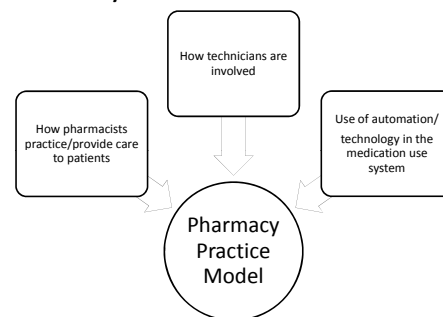 How technicians are
involved
How pharmacists
practice/provide care
to patients
Use of automation/
technology in the
medication use
system
Pharmacy
Practice
Model